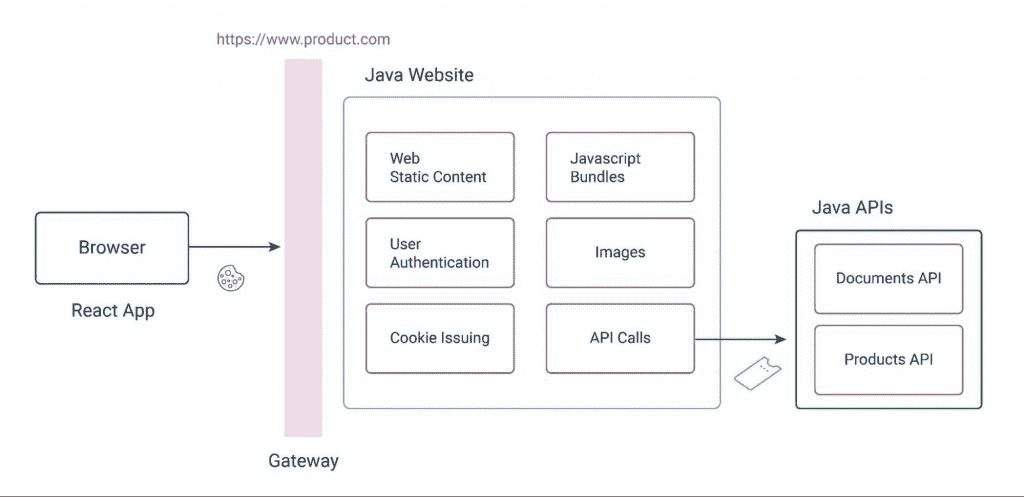 https://www.product.com
Java Website
Web
Static Content
Javascript
Bundles
User
Authentication
Images
Cookie Issuing
API Calls
Browser
React App
Gateway
Java APIs
Documents API
Products API